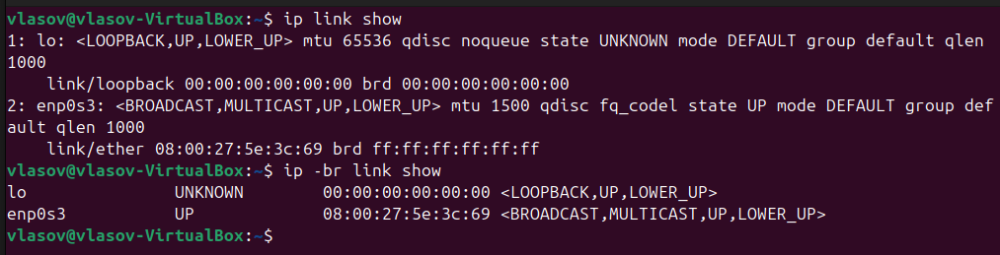 vlasov@vlasov-VirtualBox:~$ ip link show
1: lo: <LOOPBACK,UP,LOWER_UP> mtu 65536 qdisc noqueue state UNKNOWN mode DEFAULT group default qlen
1000
    link/loopback 00:00:00:00:00:00 brd 00:00:00:00:00:00
2: enp0s3: <BROADCAST,MULTICAST,UP,LOWER_UP> mtu 1500 qdisc fq_codel state UP mode DEFAULT group def
ault qlen 1000
    link/ether 08:00:27:5e:3c:69 brd ff:ff:ff:ff:ff:ff
vlasov@vlasov-VirtualBox:~$ ip -br link show
lo               UNKNOWN        00:00:00:00:00:00 <LOOPBACK,UP,LOWER_UP>
enp0s3           UP             08:00:27:5e:3c:69 <BROADCAST,MULTICAST,UP,LOWER_UP>
vlasov@vlasov-VirtualBox:~$